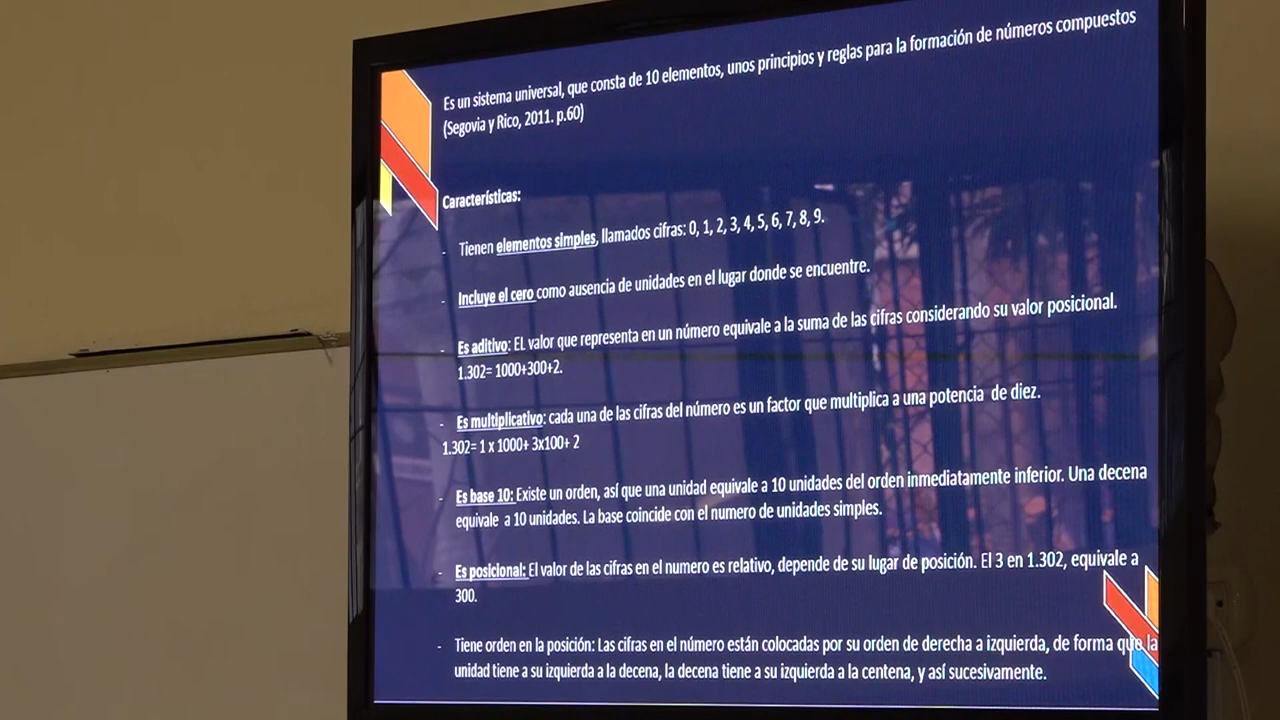 Es un sistema universal, que consta de 10 elementos, unos principios y reglas para la formación de números compuestos
(Segovia y Rico, 2011. p.60)
Características:
- Tienen elementos simples, llamados cifras: 0, 1, 2, 3, 4, 5, 6, 7, 8, 9.
- Incluye el cero como ausencia de unidades en el lugar donde se encuentre.
- Es aditivo: EL valor que representa en un número equivale a la suma de las cifras considerando su valor posicional.
1.302= 1000+300+2.
- Es multiplicativo: cada una de las cifras del número es un factor que multiplica a una potencia de diez.
1.302= 1 x 1000+ 3x100+ 2
- Es base 10: Existe un orden, así que una unidad equivale a 10 unidades del orden inmediatamente inferior. Una decena
equivale a 10 unidades. La base coincide con el numero de unidades simples.
- Es posicional: El valor de las cifras en el numero es relativo, depende de su lugar de posición. El 3 en 1.302, equivale a
300.
- Tiene orden en la posición: Las cifras en el número están colocadas por su orden de derecha a izquierda, de forma que la
unidad tiene a su izquierda a la decena, la decena tiene a su izquierda a la centena, y así sucesivamente.